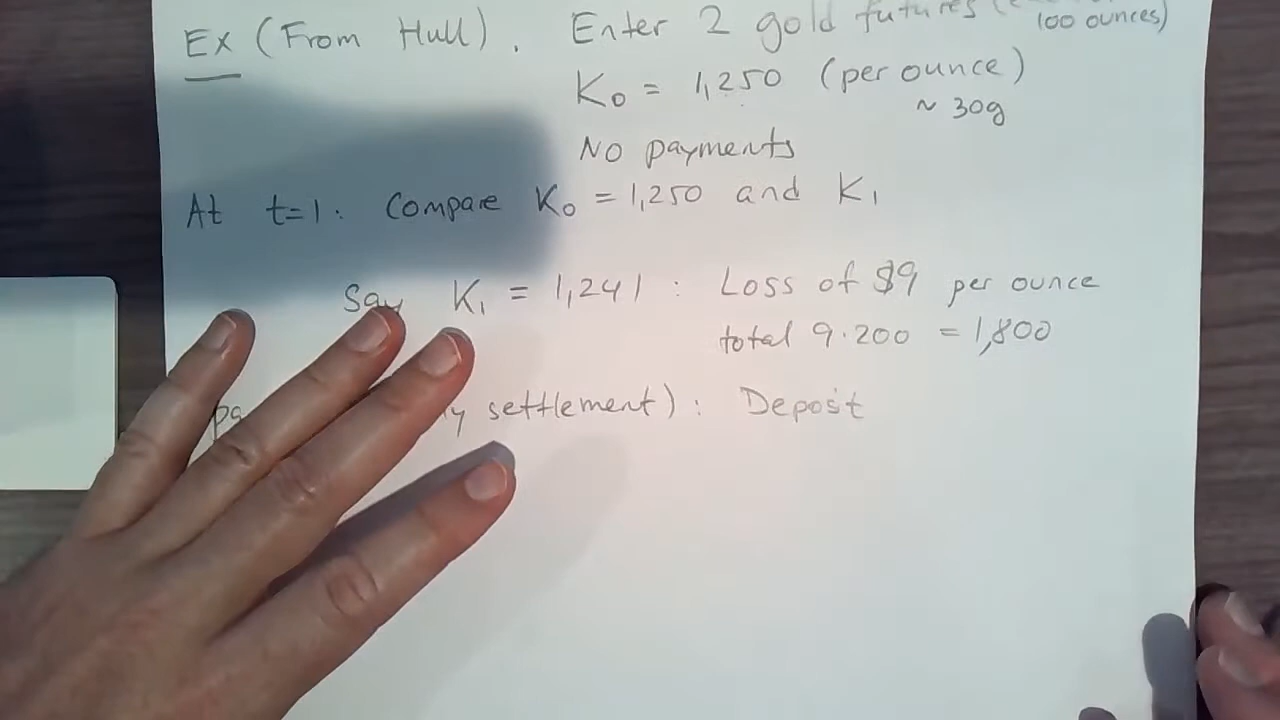 Ex (From Hull). Enter 2 gold futures
100 ounces)
K0 = 1,250 (per ounce)
~ 30g
No payments
At t=1: Compare K0 = 1,250 and K1
Say K1 = 1,241 : Loss of $9 per ounce
total 9·200 = 1,800
settlement): Deposit